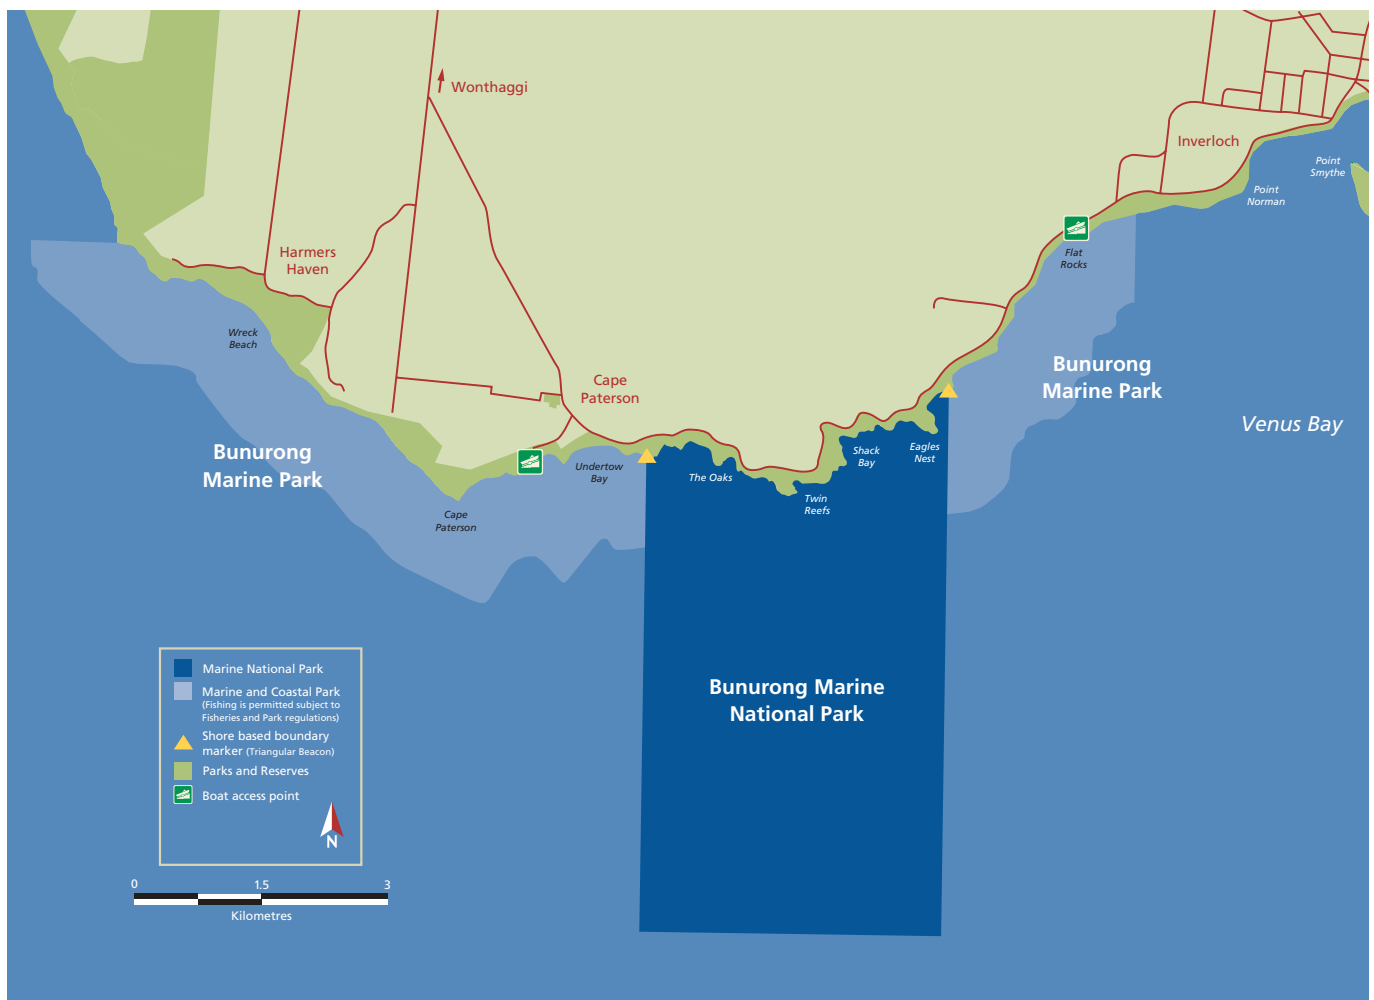 Wonthaggi
Inverloch
Point
Smythe
Point
Norman
Harmers
Haven
Flat
Rocks
Wreck
Beach
Bunurong
Marine Park
Cape
Paterson
Venus Bay
Bunurong
Marine Park
Undertow
Bay
The Oaks
Shack
Bay
Eagles
Nest
Twin
Reefs
Cape
Paterson
Bunurong Marine
National Park
Marine National Park
Marine and Coastal Park
(Fishing is permitted subject to
Fisheries and Park regulations)
Shore based boundary
marker (Triangular Beacon)
Parks and Reserves
Boat access point
N
0 1.5 3
Kilometres